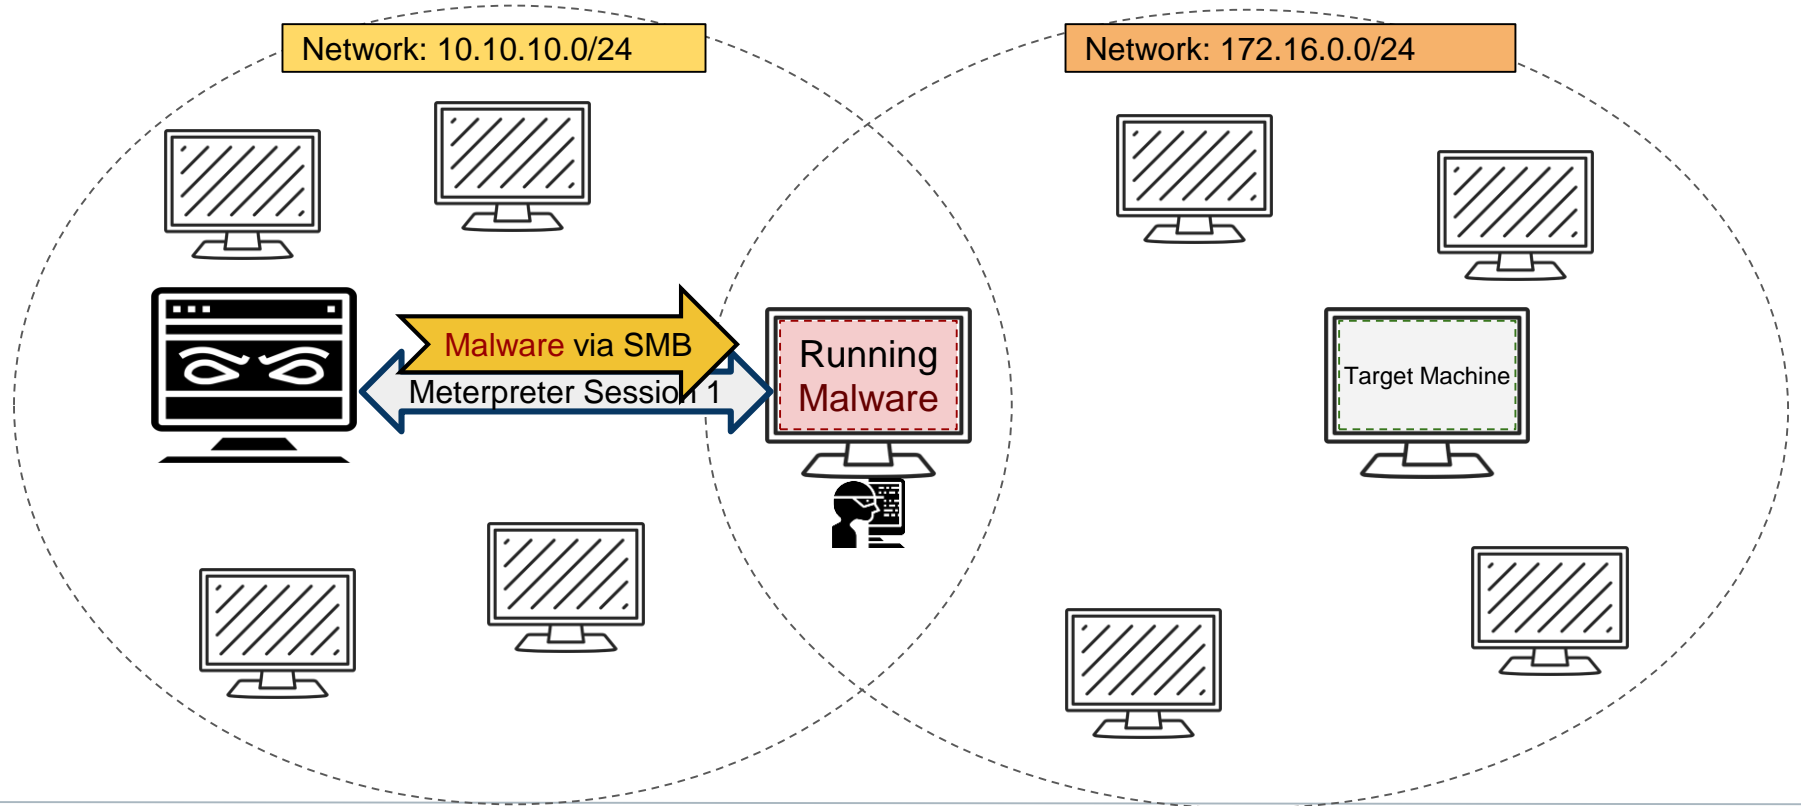 Network: 10.10.10.0/24
Network: 172.16.0.0/24
Malware via SMB
Meterpreter Session 1
Running
Malware
Target Machine